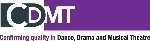 CDMT
Confirming quality in Dance, Drama and Musical Theatre